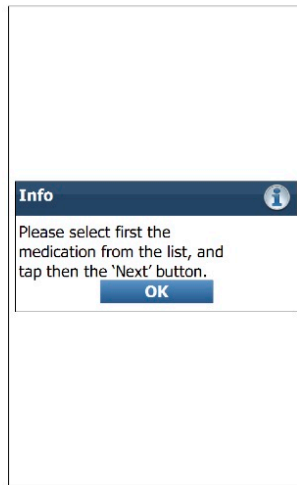 Info
Please select first the
medication from the list, and
tap then the ‘Next’ button.
OK